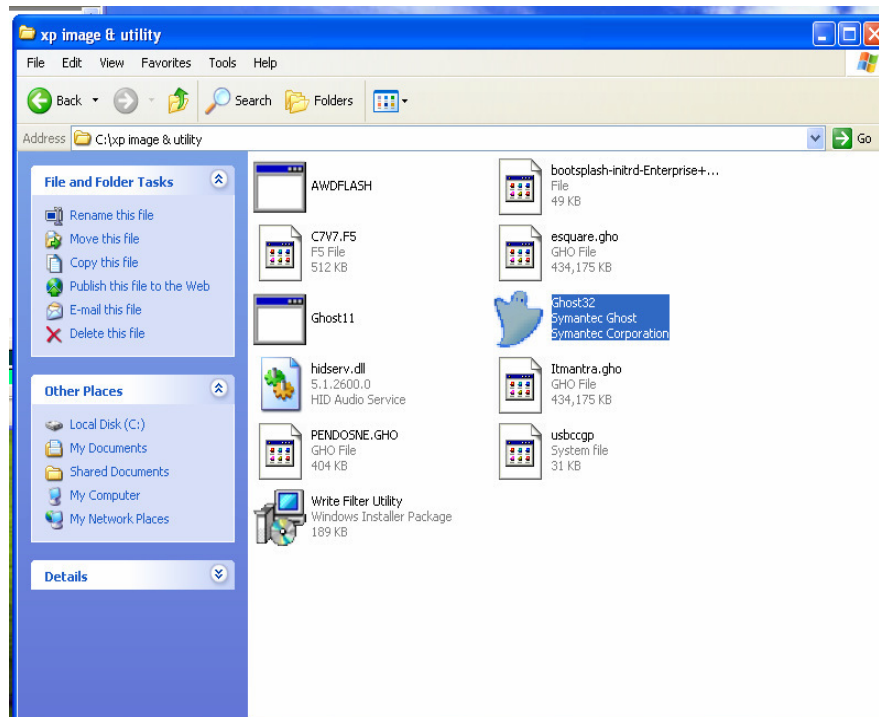 xp image & utility
File Edit View Favorites Tools Help
Back Search Folders
Address C:\xp image & utility Go
File and Folder Tasks
Rename this file
Move this file
Copy this file
Publish this file to the Web
E-mail this file
Delete this file
Other Places
Local Disk (C:)
My Documents
Shared Documents
My Computer
My Network Places
Details
AWDFLASH
bootsplash-initrd-Enterprise+...
File
49 KB
C7V7.F5
F5 File
512 KB
esquare.gho
GHO File
434,175 KB
Ghost11
Ghost32
Symantec Ghost
Symantec Corporation
hidserv.dll
5.1.2600.0
HID Audio Service
Itmantra.gho
GHO File
434,175 KB
PENDOSNE.GHO
GHO File
404 KB
usbccgp
System file
31 KB
Write Filter Utility
Windows Installer Package
189 KB